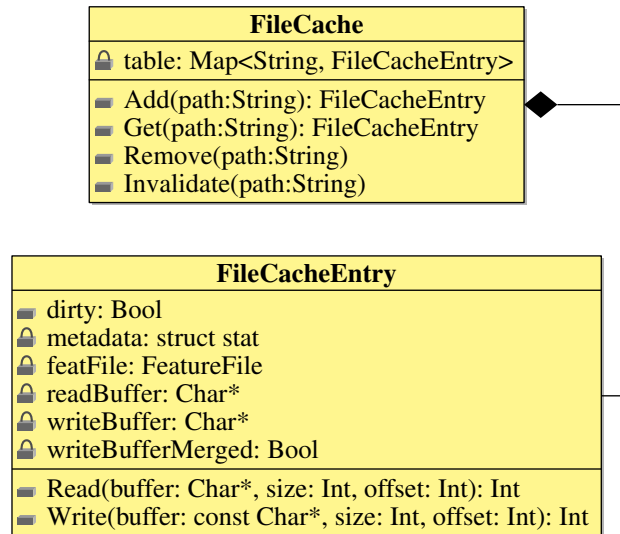 FileCache
table: Map<String, FileCacheEntry>
Add(path:String): FileCacheEntry
Get(path:String): FileCacheEntry
Remove(path:String)
Invalidate(path:String)
FileCacheEntry
dirty: Bool
metadata: struct stat
featFile: FeatureFile
readBuffer: Char*
writeBuffer: Char*
writeBufferMerged: Bool
Read(buffer: Char*, size: Int, offset: Int): Int
Write(buffer: const Char*, size: Int, offset: Int): Int